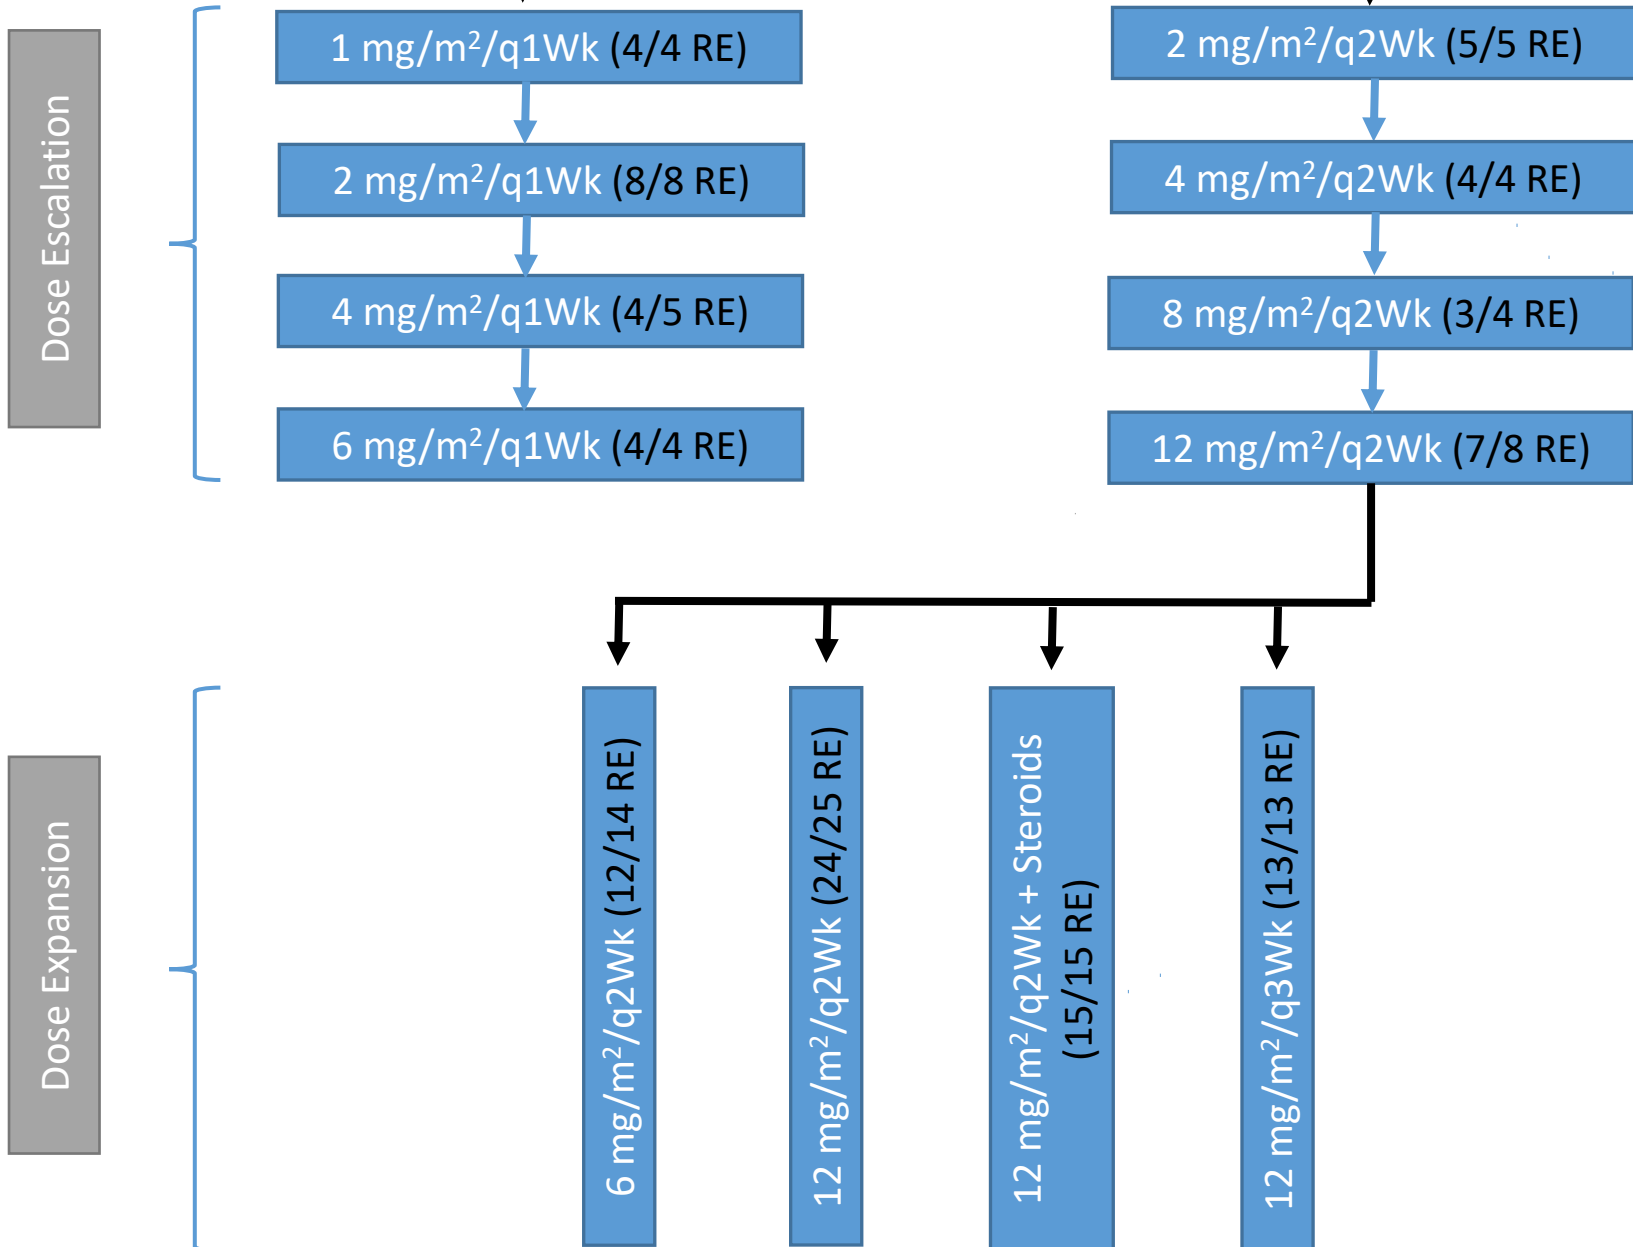 Dose Escalation
1 mg/m²/q1Wk (4/4 RE)
2 mg/m²/q1Wk (8/8 RE)
4 mg/m²/q1Wk (4/5 RE)
6 mg/m²/q1Wk (4/4 RE)
2 mg/m²/q2Wk (5/5 RE)
4 mg/m²/q2Wk (4/4 RE)
8 mg/m²/q2Wk (3/4 RE)
12 mg/m²/q2Wk (7/8 RE)
Dose Expansion
6 mg/m²/q2Wk (12/14 RE)
12 mg/m²/q2Wk (24/25 RE)
12 mg/m²/q2Wk + Steroids
(15/15 RE)
12 mg/m²/q3Wk (13/13 RE)